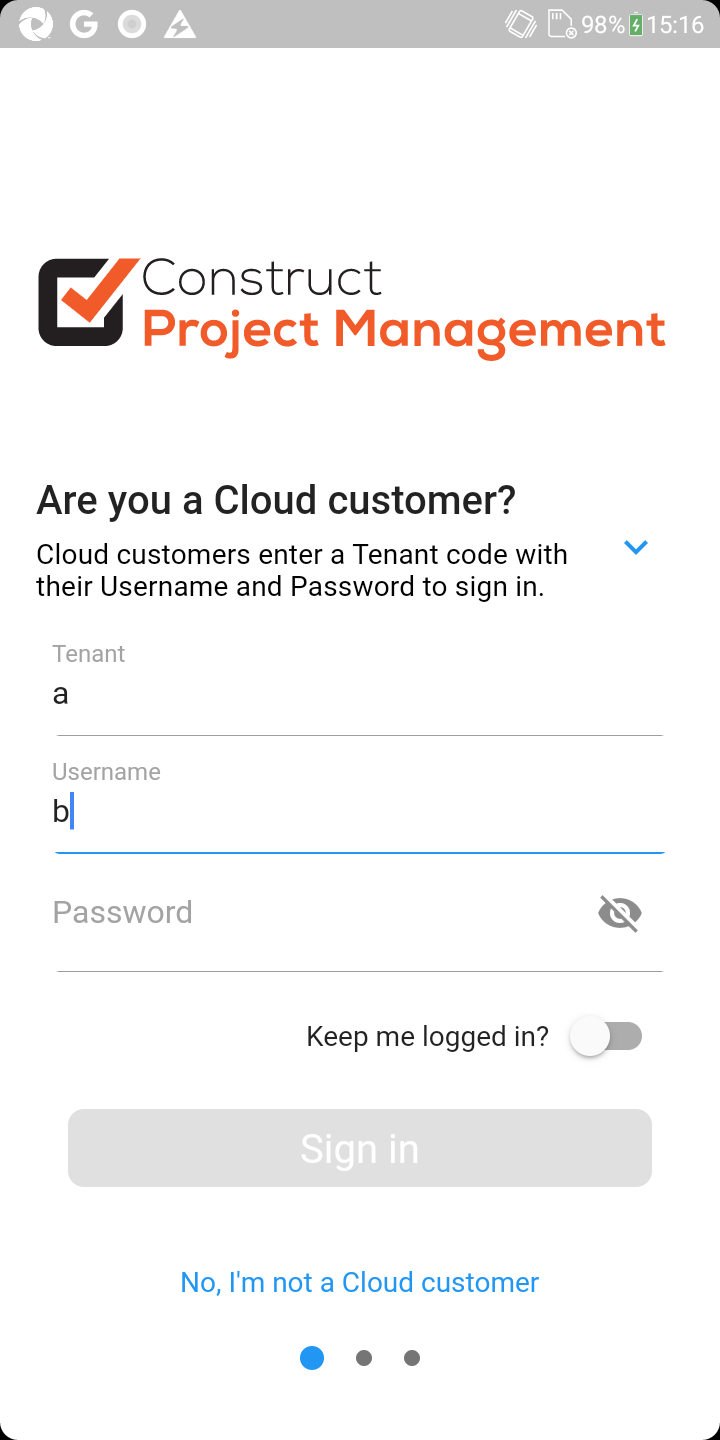 98% 15:16
Construct
Project Management
Are you a Cloud customer?
Cloud customers enter a Tenant code with
their Username and Password to sign in.
Tenant
a
Username
b
Password
Keep me logged in?
Sign in
No, I'm not a Cloud customer